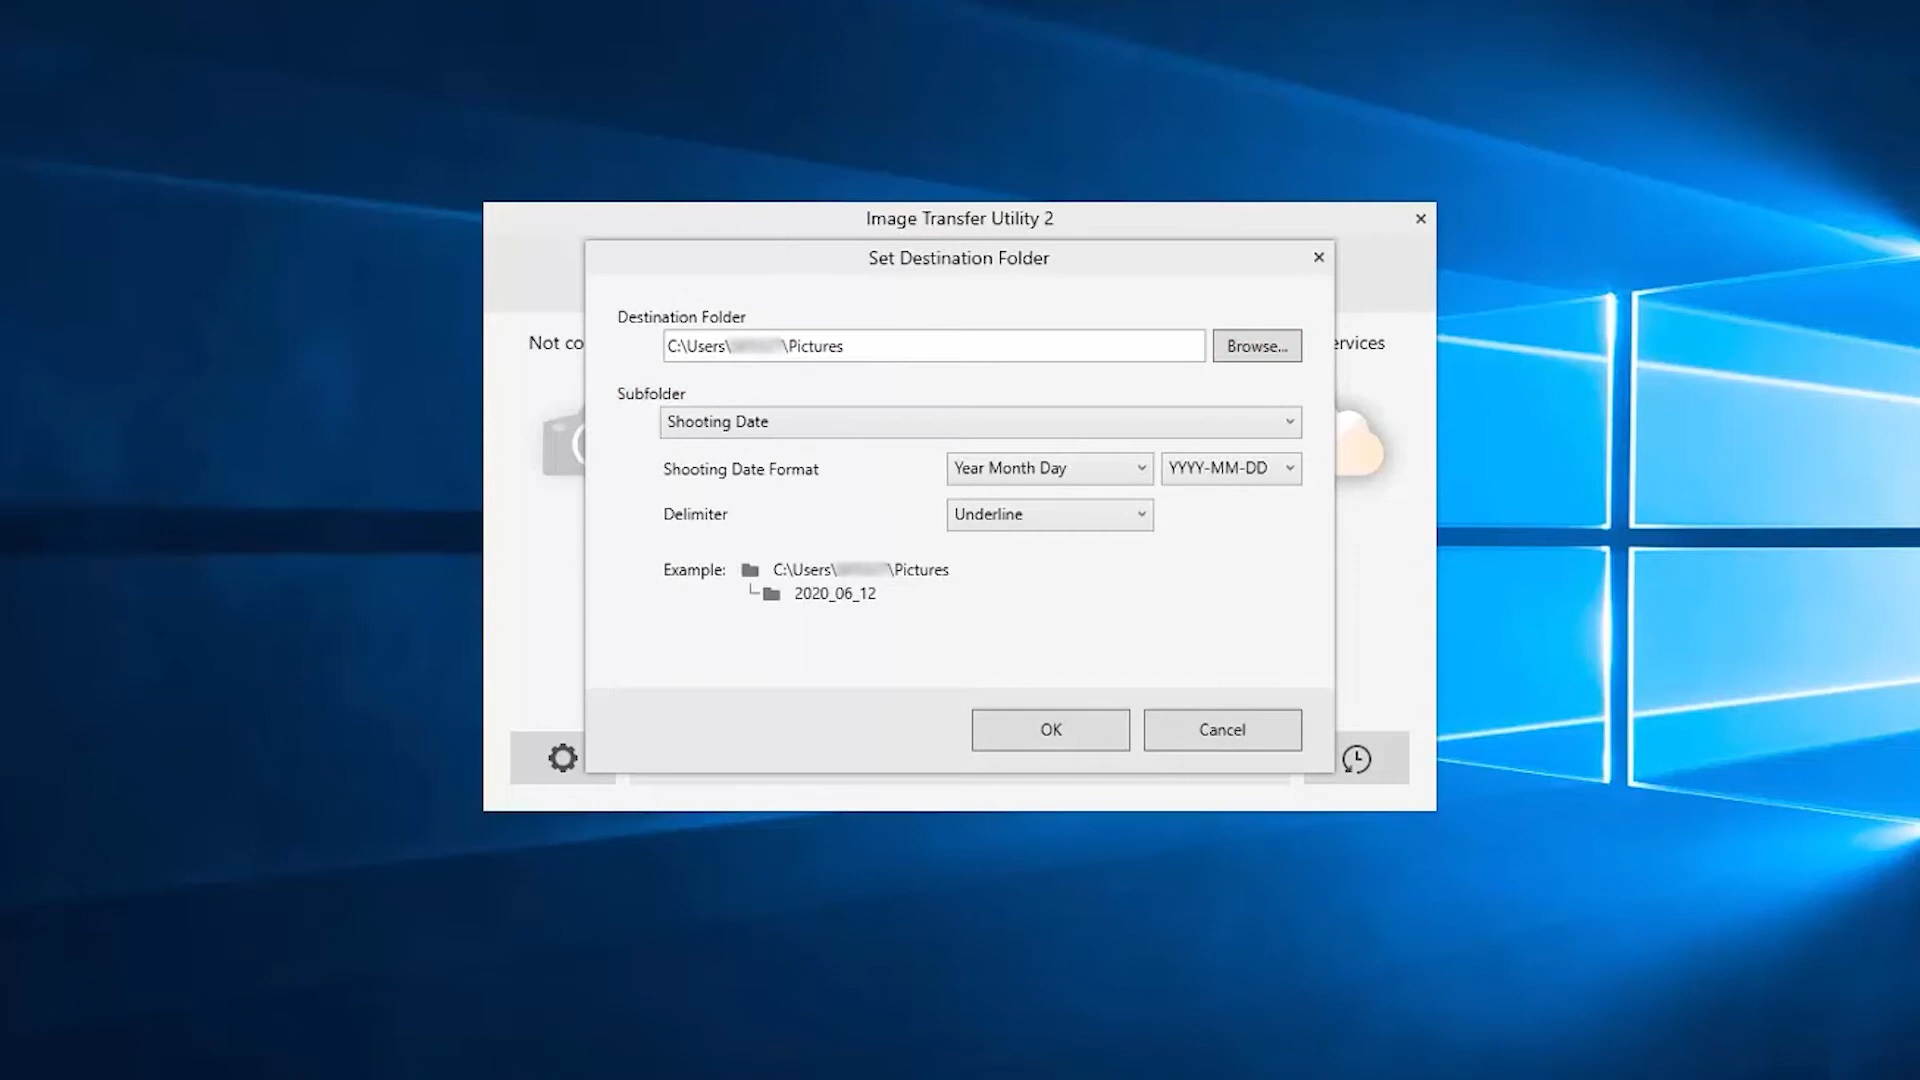 Image Transfer Utility 2
Set Destination Folder
Not co
ervices
Destination Folder
C:\Users\ \Pictures
Browse...
Subfolder
Shooting Date
Shooting Date Format
Year Month Day
YYYY-MM-DD
Delimiter
Underline
Example:
C:\Users\ \Pictures
2020_06_12
OK
Cancel